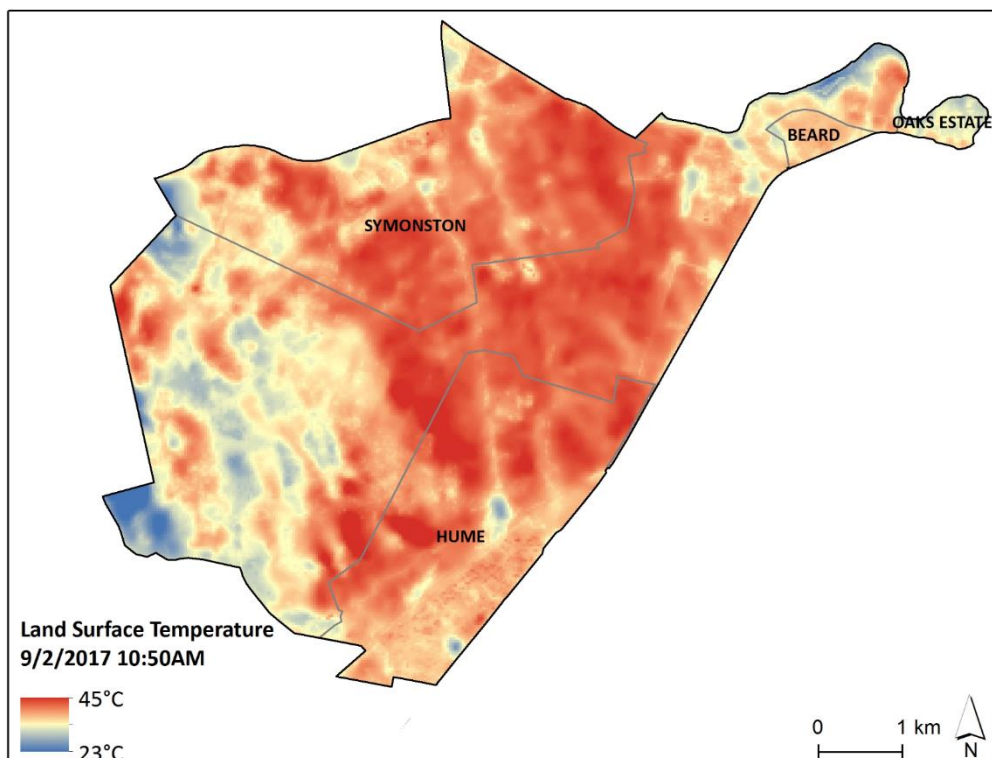 BEARD
OAKS ESTATE
SYMONSTON
HUME
Land Surface Temperature
9/2/2017 10:50AM
45°C
23°C
0 1 km
N